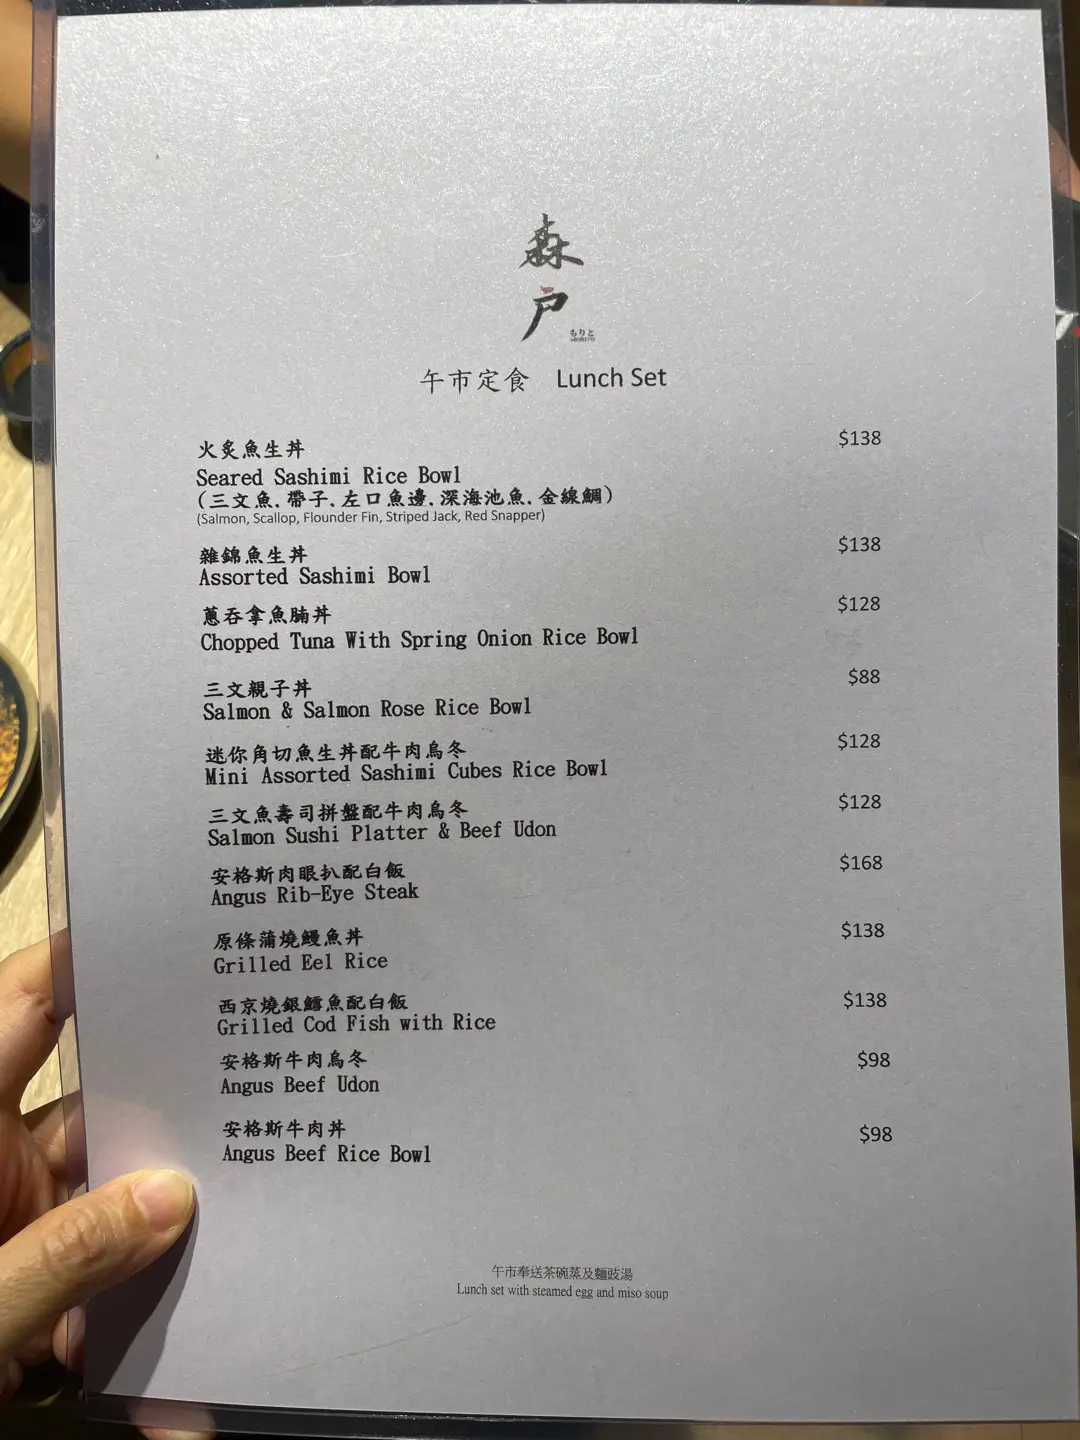 森
戶
もりと
MORITO
午市定食 Lunch Set
火炙魚生丼 $138
Seared Sashimi Rice Bowl
(三文魚.帶子.左口魚邊.深海池魚.金線鯛)
(Salmon, Scallop, Flounder Fin, Striped Jack, Red Snapper)
雜錦魚生丼 $138
Assorted Sashimi Bowl
蔥吞拿魚腩丼 $128
Chopped Tuna With Spring Onion Rice Bowl
三文親子丼 $88
Salmon & Salmon Rose Rice Bowl
迷你角切魚生丼配牛肉烏冬 $128
Mini Assorted Sashimi Cubes Rice Bowl
三文魚壽司拼盤配牛肉烏冬 $128
Salmon Sushi Platter & Beef Udon
安格斯肉眼扒配白飯 $168
Angus Rib-Eye Steak
原條蒲燒鰻魚丼 $138
Grilled Eel Rice
西京燒銀鱈魚配白飯 $138
Grilled Cod Fish with Rice
安格斯牛肉烏冬 $98
Angus Beef Udon
安格斯牛肉丼 $98
Angus Beef Rice Bowl
午市奉送茶碗蒸及麵豉湯
Lunch set with steamed egg and miso soup